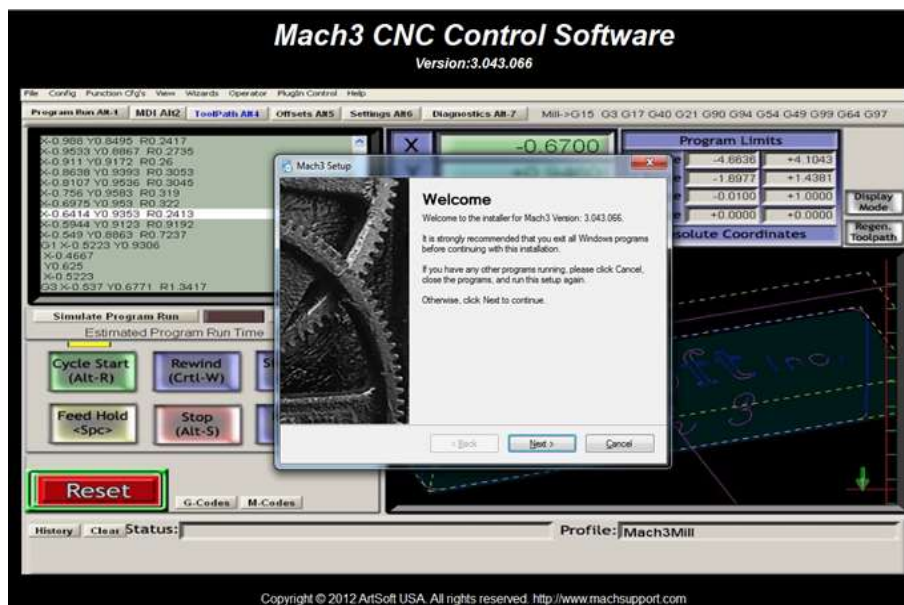 Mach3 CNC Control Software
Version:3.043.066
File Config Function Cfg's View Wizards Operator PlugIn Control Help
Program Run Alt-1 MDI Alt2 ToolPath Alt4 Offsets Alt5 Settings Alt6 Diagnostics Alt-7 Mill->G15 G3 G17 G40 G21 G90 G94 G54 G49 G99 G64 G97
X-0.988 Y0.8495 R0.2417
X-0.9533 Y0.8867 R0.2735
X-0.911 Y0.9172 R0.26
X-0.8638 Y0.9393 R0.3053
X-0.8107 Y0.9536 R0.3045
X-0.756 Y0.9583 R0.319
X-0.6975 Y0.953 R0.322
X-0.6414 Y0.9353 R0.2413
X-0.5944 Y0.9123 R0.9192
X-0.549 Y0.8863 R0.7237
G1 X-0.5223 Y0.9306
X-0.4667
Y0.625
X-0.5223
G3 X-0.537 Y0.6771 R1.3417
X -0.6700
Program Limits
-4.6636 +4.1043
-1.6977 +1.4381
-0.0100 +1.0000
+0.0000 +0.0000
Display
Mode
Regen.
Toolpath
Coordinates
Mach3 Setup
Welcome
Welcome to the installer for Mach3 Version: 3.043.066.
It is strongly recommended that you exit all Windows programs
before continuing with this installation.
If you have any other programs running, please click Cancel,
close the programs, and run this setup again.
Otherwise, click Next to continue.
< Back Next > Cancel
Simulate Program Run
Estimated Program Run Time
Cycle Start
(Alt-R)
Rewind
(Crtl-W)
Feed Hold
<Spc>
Stop
(Alt-S)
Reset
G-Codes M-Codes
History Clear Status: Profile: Mach3Mill
Copyright © 2012 ArtSoft USA. All rights reserved. http://www.machsupport.com